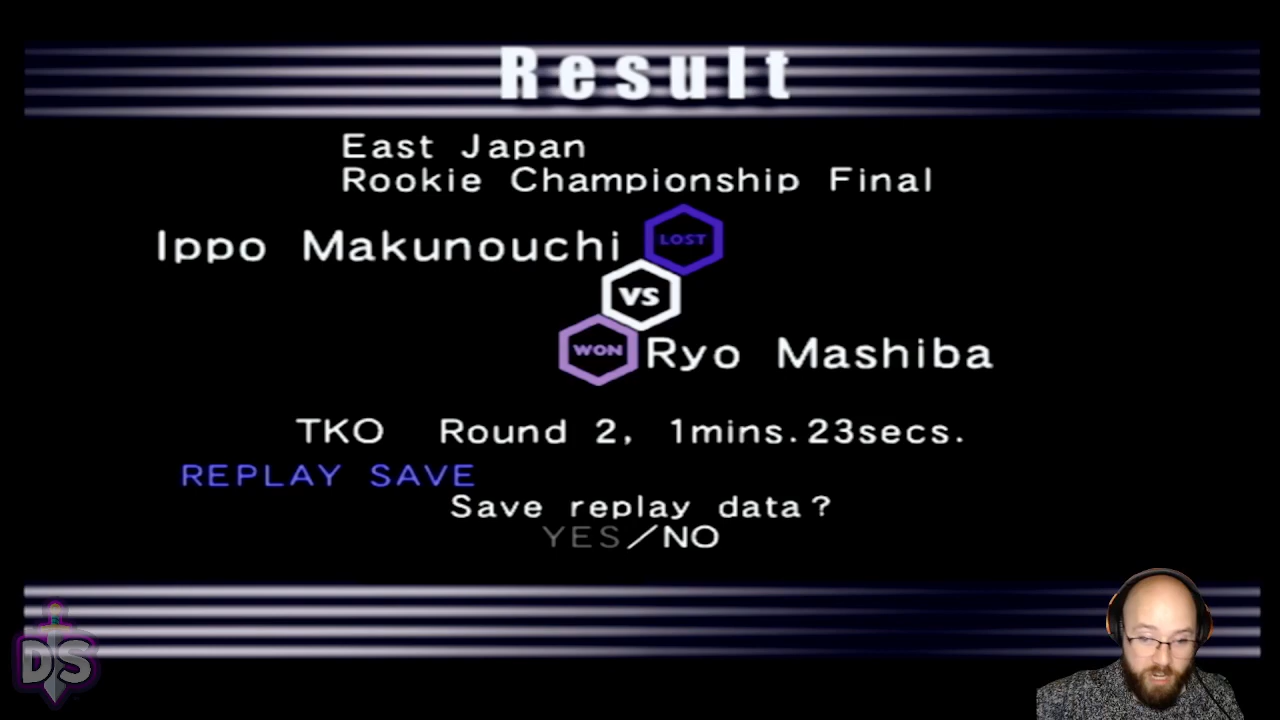 Result
East Japan
Rookie Championship Final
Ippo Makunouchi LOST
VS
WON Ryo Mashiba
TKO Round 2, 1mins.23secs.
REPLAY SAVE
Save replay data?
YES/NO
DS